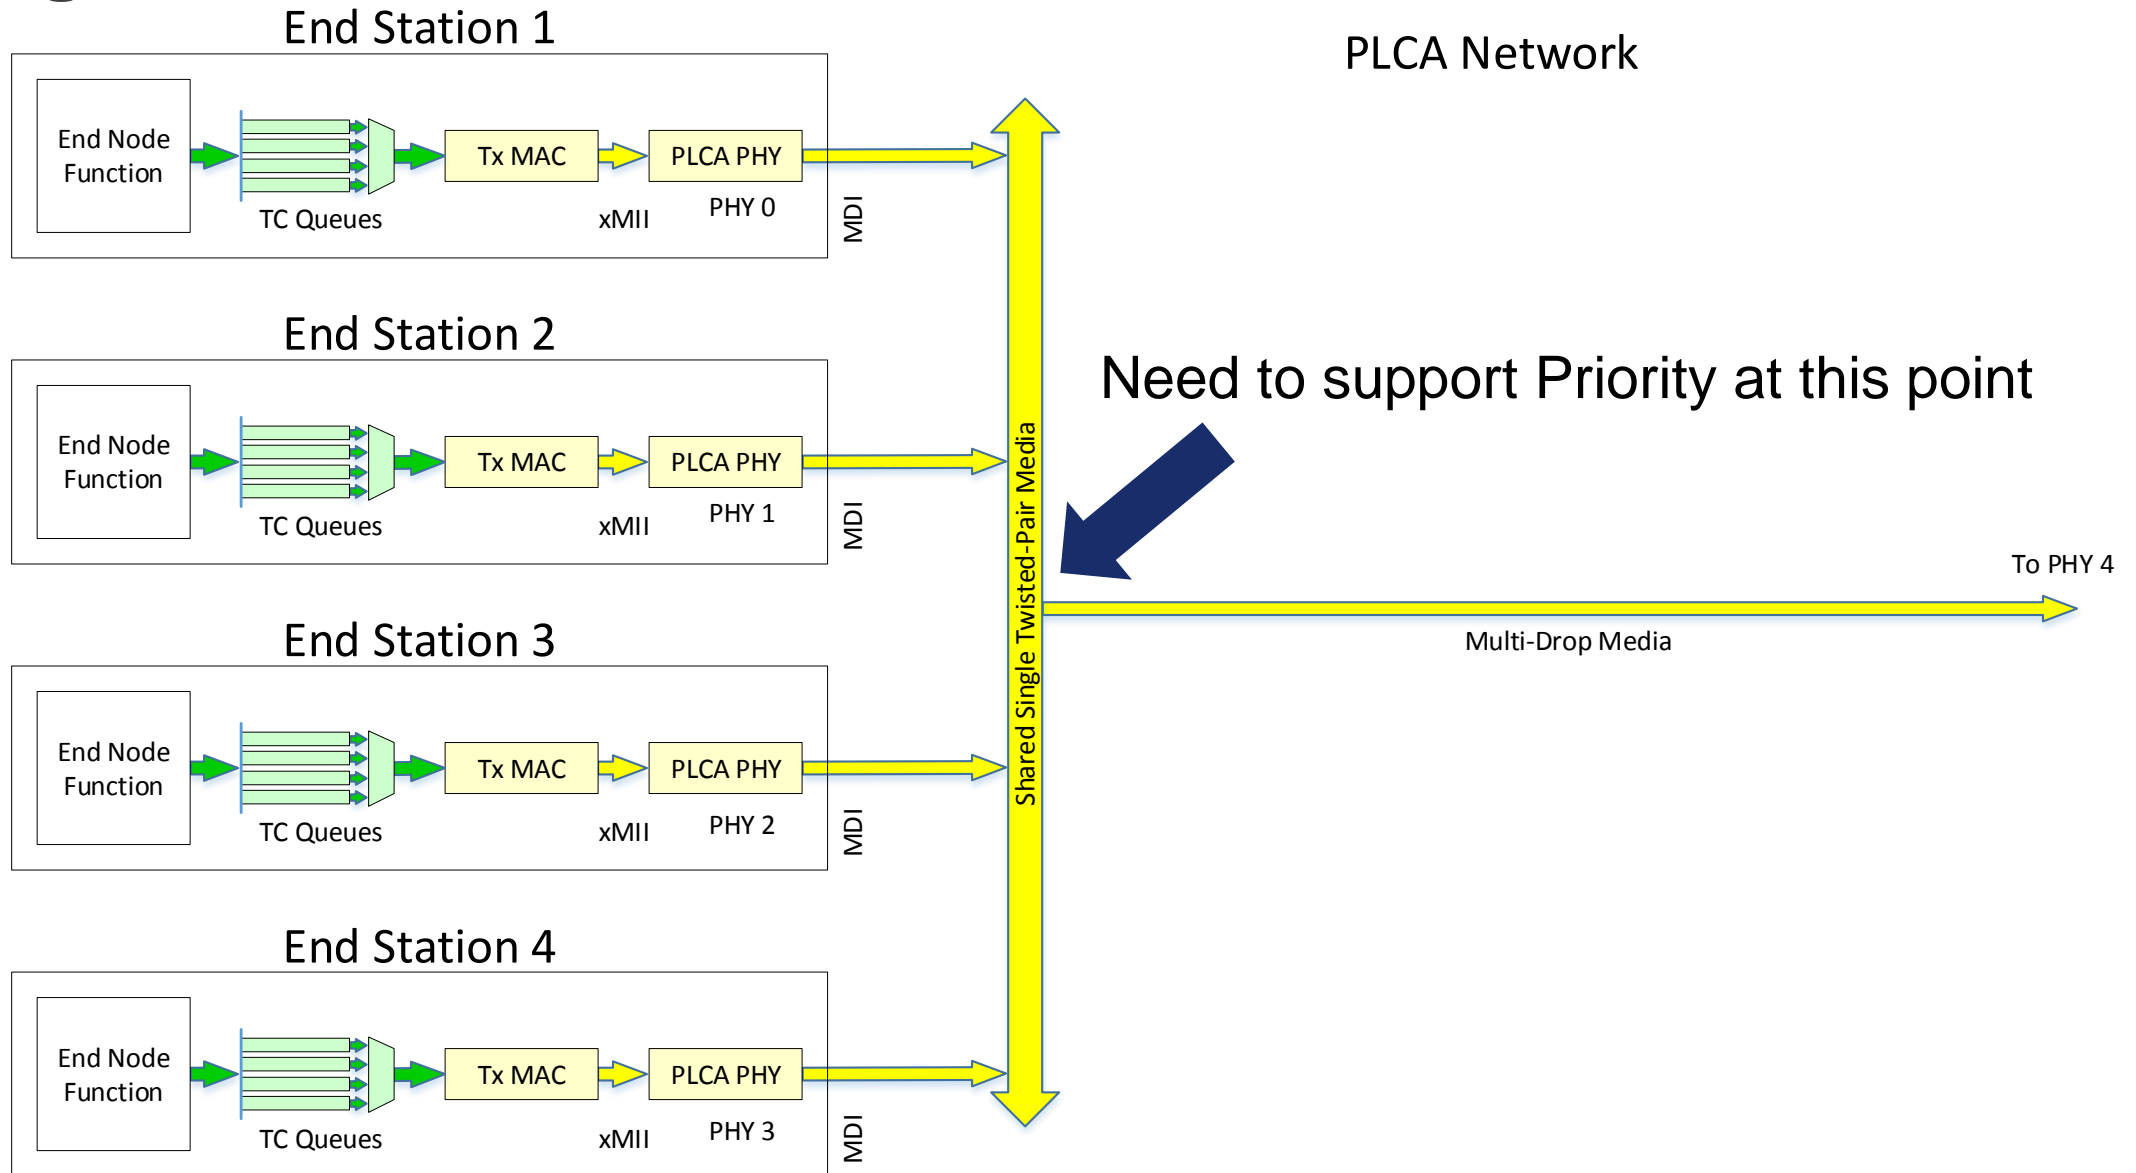 End Station 1
PLCA Network
End Node
Function
TC Queues
Tx MAC
xMII
PLCA PHY
PHY 0
MDI
End Station 2
End Node
Function
TC Queues
Tx MAC
xMII
PLCA PHY
PHY 1
MDI
Need to support Priority at this point
Shared Single Twisted-Pair Media
To PHY 4
Multi-Drop Media
End Station 3
End Node
Function
TC Queues
Tx MAC
xMII
PLCA PHY
PHY 2
MDI
End Station 4
End Node
Function
TC Queues
Tx MAC
xMII
PLCA PHY
PHY 3
MDI